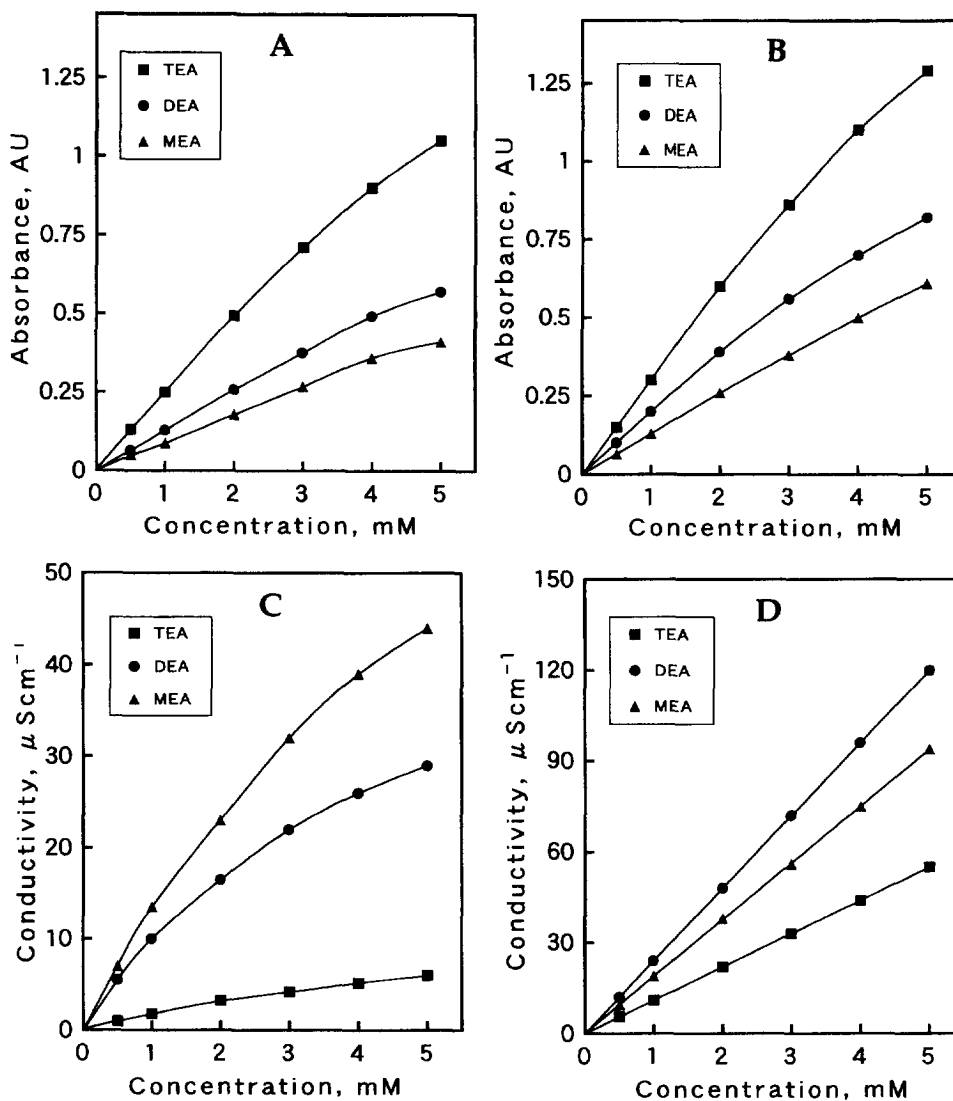 A
TEA
DEA
MEA
1.25
1
0.75
0.5
0.25
0
Absorbance, AU
0 1 2 3 4 5
Concentration, mM
B
TEA
DEA
MEA
1.25
1
0.75
0.5
0.25
0
Absorbance, AU
0 1 2 3 4 5
Concentration, mM
C
TEA
DEA
MEA
40
30
20
10
0
Conductivity, μ Scm⁻¹
0 1 2 3 4 5
Concentration, mM
D
TEA
DEA
MEA
150
120
90
60
30
0
Conductivity, μ Scm⁻¹
0 1 2 3 4 5
Concentration, mM